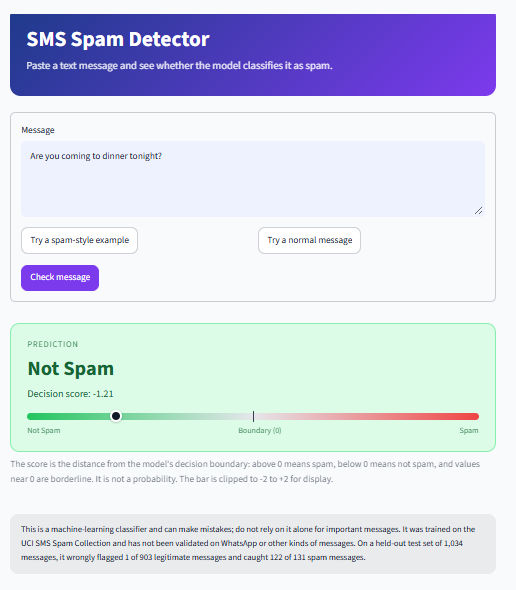 SMS Spam Detector
Paste a text message and see whether the model classifies it as spam.
Message
Are you coming to dinner tonight?
Try a spam-style example
Try a normal message
Check message
PREDICTION
Not Spam
Decision score: -1.21
Not Spam
Boundary (0)
Spam
The score is the distance from the model's decision boundary: above 0 means spam, below 0 means not spam, and values
near 0 are borderline. It is not a probability. The bar is clipped to -2 to +2 for display.
This is a machine-learning classifier and can make mistakes; do not rely on it alone for important messages. It was trained on the
UCI SMS Spam Collection and has not been validated on WhatsApp or other kinds of messages. On a held-out test set of 1,034
messages, it wrongly flagged 1 of 903 legitimate messages and caught 122 of 131 spam messages.